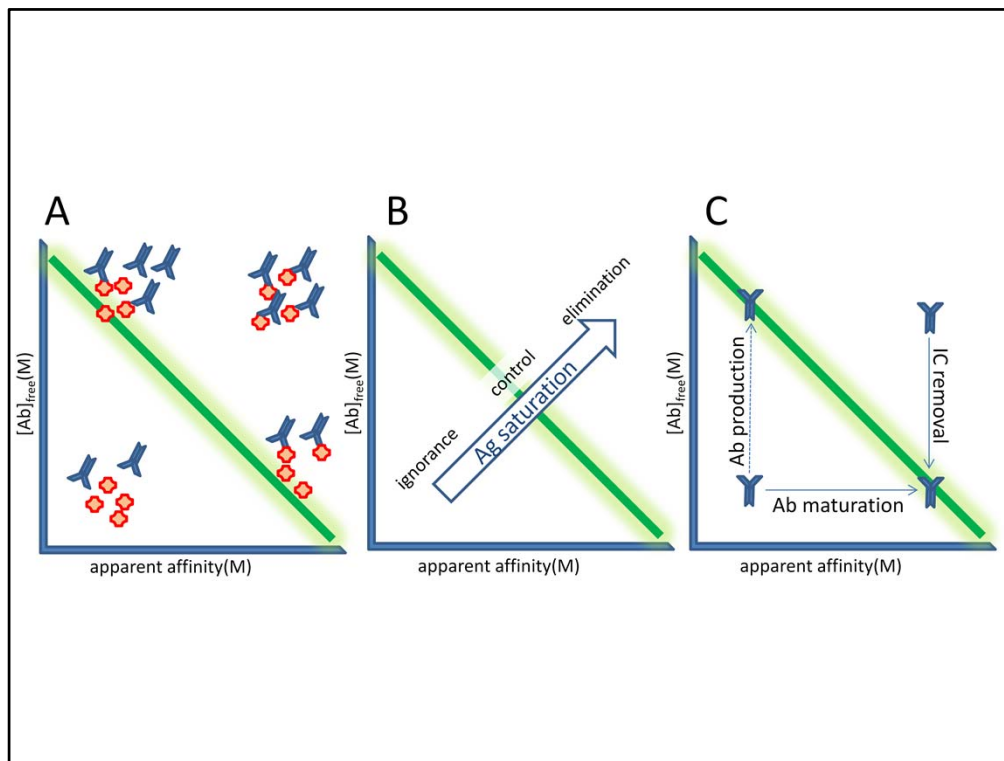 A
[Ab]free(M)
apparent affinity(M)
B
[Ab]free(M)
ignorance
control
elimination
Ag saturation
apparent affinity(M)
C
[Ab]free(M)
Ab production
Ab maturation
IC removal
apparent affinity(M)